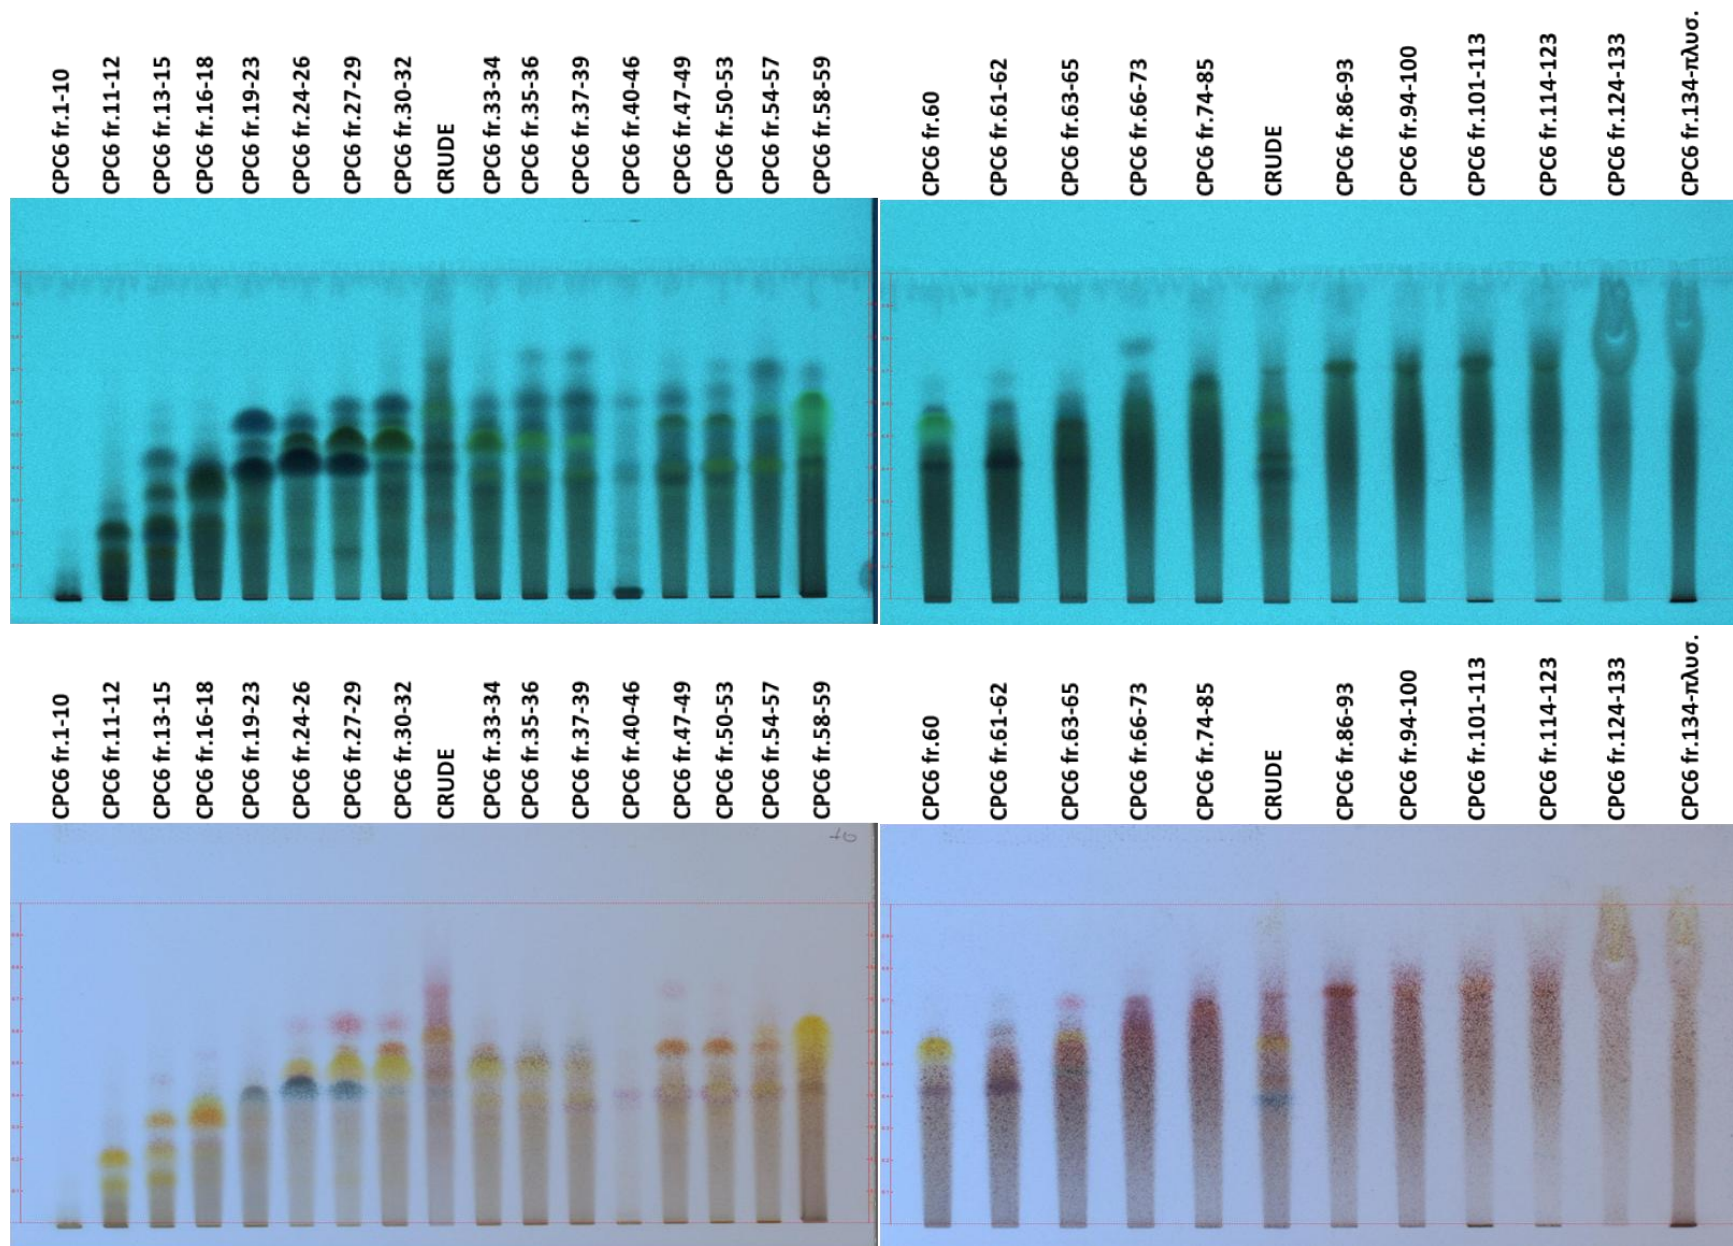 CPC6 fr.1-10
CPC6 fr.11-12
CPC6 fr.13-15
CPC6 fr.16-18
CPC6 fr.19-23
CPC6 fr.24-26
CPC6 fr.27-29
CPC6 fr.30-32
CRUDE
CPC6 fr.33-34
CPC6 fr.35-36
CPC6 fr.37-39
CPC6 fr.40-46
CPC6 fr.47-49
CPC6 fr.50-53
CPC6 fr.54-57
CPC6 fr.58-59
CPC6 fr.60
CPC6 fr.61-62
CPC6 fr.63-65
CPC6 fr.66-73
CPC6 fr.74-85
CRUDE
CPC6 fr.86-93
CPC6 fr.94-100
CPC6 fr.101-113
CPC6 fr.114-123
CPC6 fr.124-133
CPC6 fr.134-πλυσ.
CPC6 fr.1-10
CPC6 fr.11-12
CPC6 fr.13-15
CPC6 fr.16-18
CPC6 fr.19-23
CPC6 fr.24-26
CPC6 fr.27-29
CPC6 fr.30-32
CRUDE
CPC6 fr.33-34
CPC6 fr.35-36
CPC6 fr.37-39
CPC6 fr.40-46
CPC6 fr.47-49
CPC6 fr.50-53
CPC6 fr.54-57
CPC6 fr.58-59
CPC6 fr.60
CPC6 fr.61-62
CPC6 fr.63-65
CPC6 fr.66-73
CPC6 fr.74-85
CRUDE
CPC6 fr.86-93
CPC6 fr.94-100
CPC6 fr.101-113
CPC6 fr.114-123
CPC6 fr.124-133
CPC6 fr.134-πλυσ.